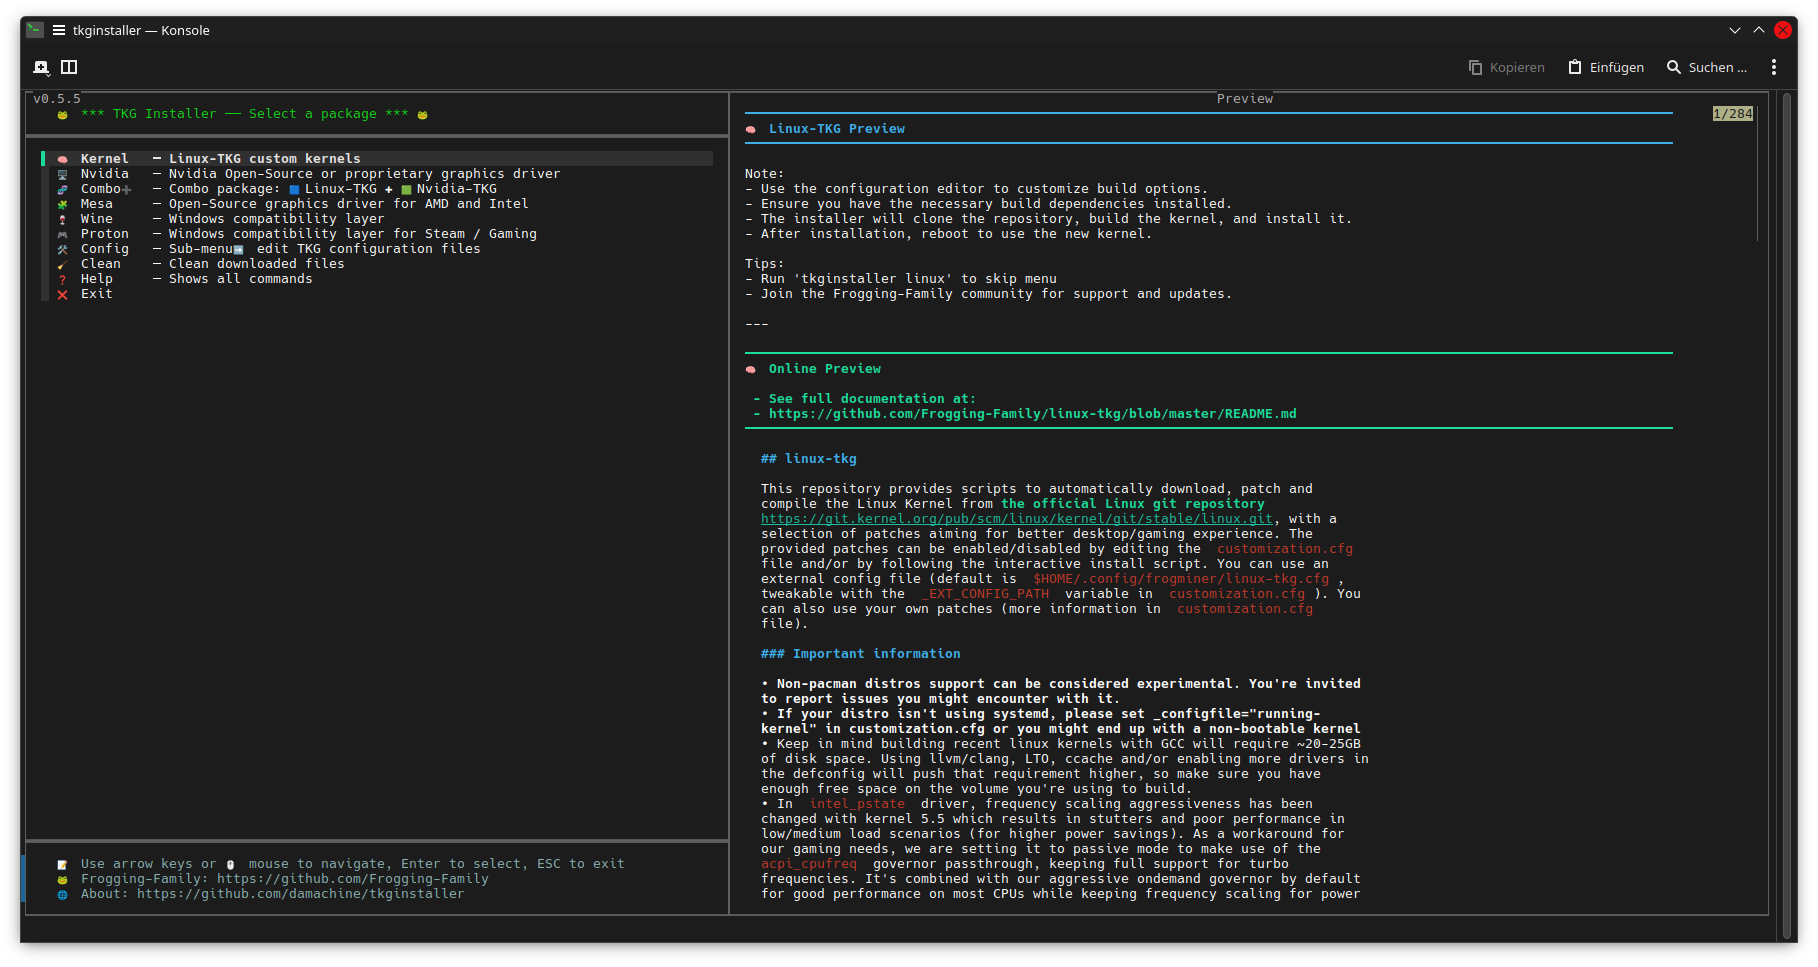 tkginstaller — Konsole
Kopieren
Einfügen
Suchen ...
v0.5.5
*** TKG Installer ── Select a package ***
Kernel – Linux-TKG custom kernels
Nvidia – Nvidia Open-Source or proprietary graphics driver
Combo➕ – Combo package: 🟦 Linux-TKG ✚ 🟩 Nvidia-TKG
Mesa – Open-Source graphics driver for AMD and Intel
Wine – Windows compatibility layer
Proton – Windows compatibility layer for Steam / Gaming
Config – Sub-menu➡️ edit TKG configuration files
Clean – Clean downloaded files
Help – Shows all commands
Exit
Use arrow keys or 🖱️ mouse to navigate, Enter to select, ESC to exit
Frogging-Family: https://github.com/Frogging-Family
About: https://github.com/damachine/tkginstaller
Preview
1/284
Linux-TKG Preview
Note:
- Use the configuration editor to customize build options.
- Ensure you have the necessary build dependencies installed.
- The installer will clone the repository, build the kernel, and install it.
- After installation, reboot to use the new kernel.
Tips:
- Run 'tkginstaller linux' to skip menu
- Join the Frogging-Family community for support and updates.
---
Online Preview
- See full documentation at:
- https://github.com/Frogging-Family/linux-tkg/blob/master/README.md
## linux-tkg
This repository provides scripts to automatically download, patch and
compile the Linux Kernel from the official Linux git repository
https://git.kernel.org/pub/scm/linux/kernel/git/stable/linux.git, with a
selection of patches aiming for better desktop/gaming experience. The
provided patches can be enabled/disabled by editing the customization.cfg
file and/or by following the interactive install script. You can use an
external config file (default is $HOME/.config/frogminer/linux-tkg.cfg ,
tweakable with the _EXT_CONFIG_PATH variable in customization.cfg ). You
can also use your own patches (more information in customization.cfg
file).
### Important information
• Non-pacman distros support can be considered experimental. You're invited
to report issues you might encounter with it.
• If your distro isn't using systemd, please set _configfile="running-
kernel" in customization.cfg or you might end up with a non-bootable kernel
• Keep in mind building recent linux kernels with GCC will require ~20-25GB
of disk space. Using llvm/clang, LTO, ccache and/or enabling more drivers in
the defconfig will push that requirement higher, so make sure you have
enough free space on the volume you're using to build.
• In intel_pstate driver, frequency scaling aggressiveness has been
changed with kernel 5.5 which results in stutters and poor performance in
low/medium load scenarios (for higher power savings). As a workaround for
our gaming needs, we are setting it to passive mode to make use of the
acpi_cpufreq governor passthrough, keeping full support for turbo
frequencies. It's combined with our aggressive ondemand governor by default
for good performance on most CPUs while keeping frequency scaling for power